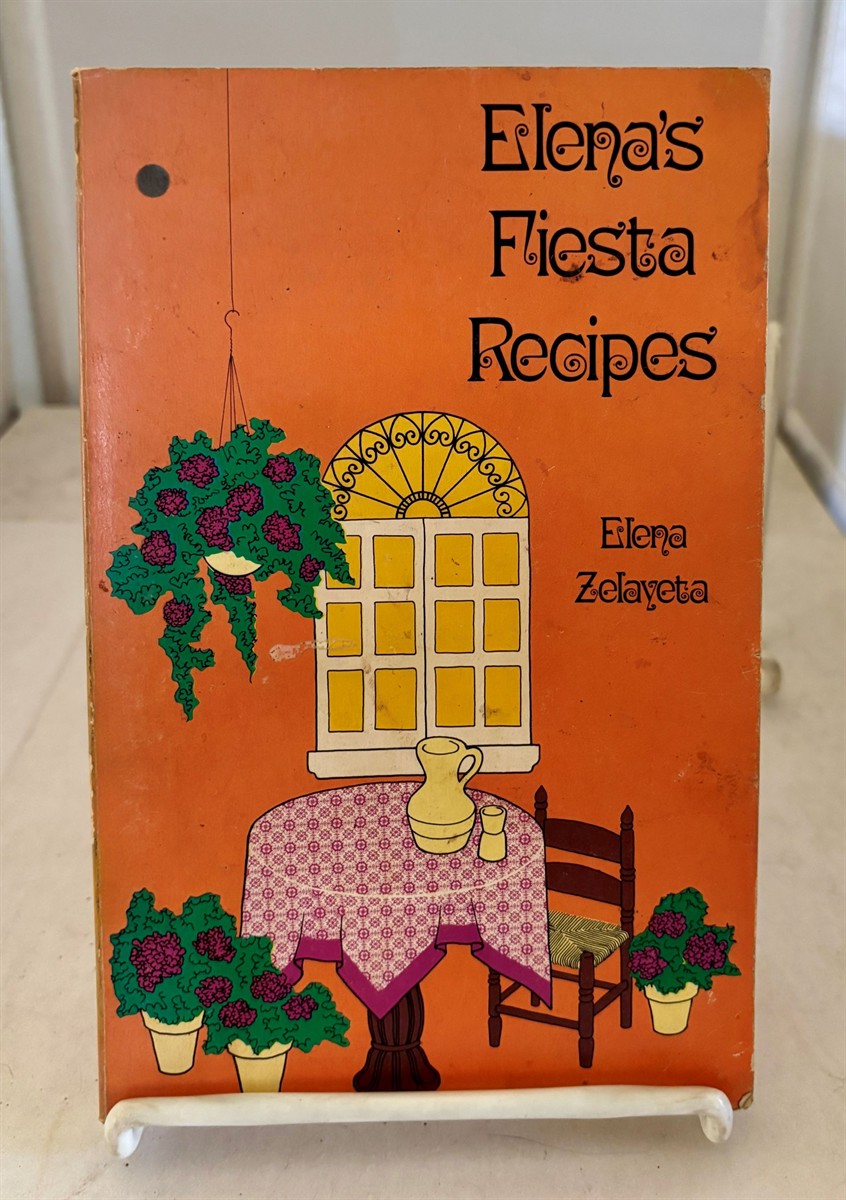 Elena's
Fiesta
Recipes
Elena
Zelayeta